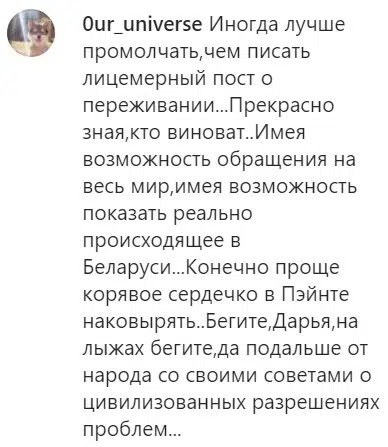 0ur_universe Иногда лучше
промолчать,чем писать
лицемерный пост о
переживании...Прекрасно
зная,кто виноват..Имея
возможность обращения на
весь мир,имея возможность
показать реально
происходящее в
Беларуси...Конечно проще
корявое сердечко в Пэйнте
наковырять..Бегите,Дарья,на
лыжах бегите,да подальше от
народа со своими советами о
цивилизованных разрешениях
проблем...